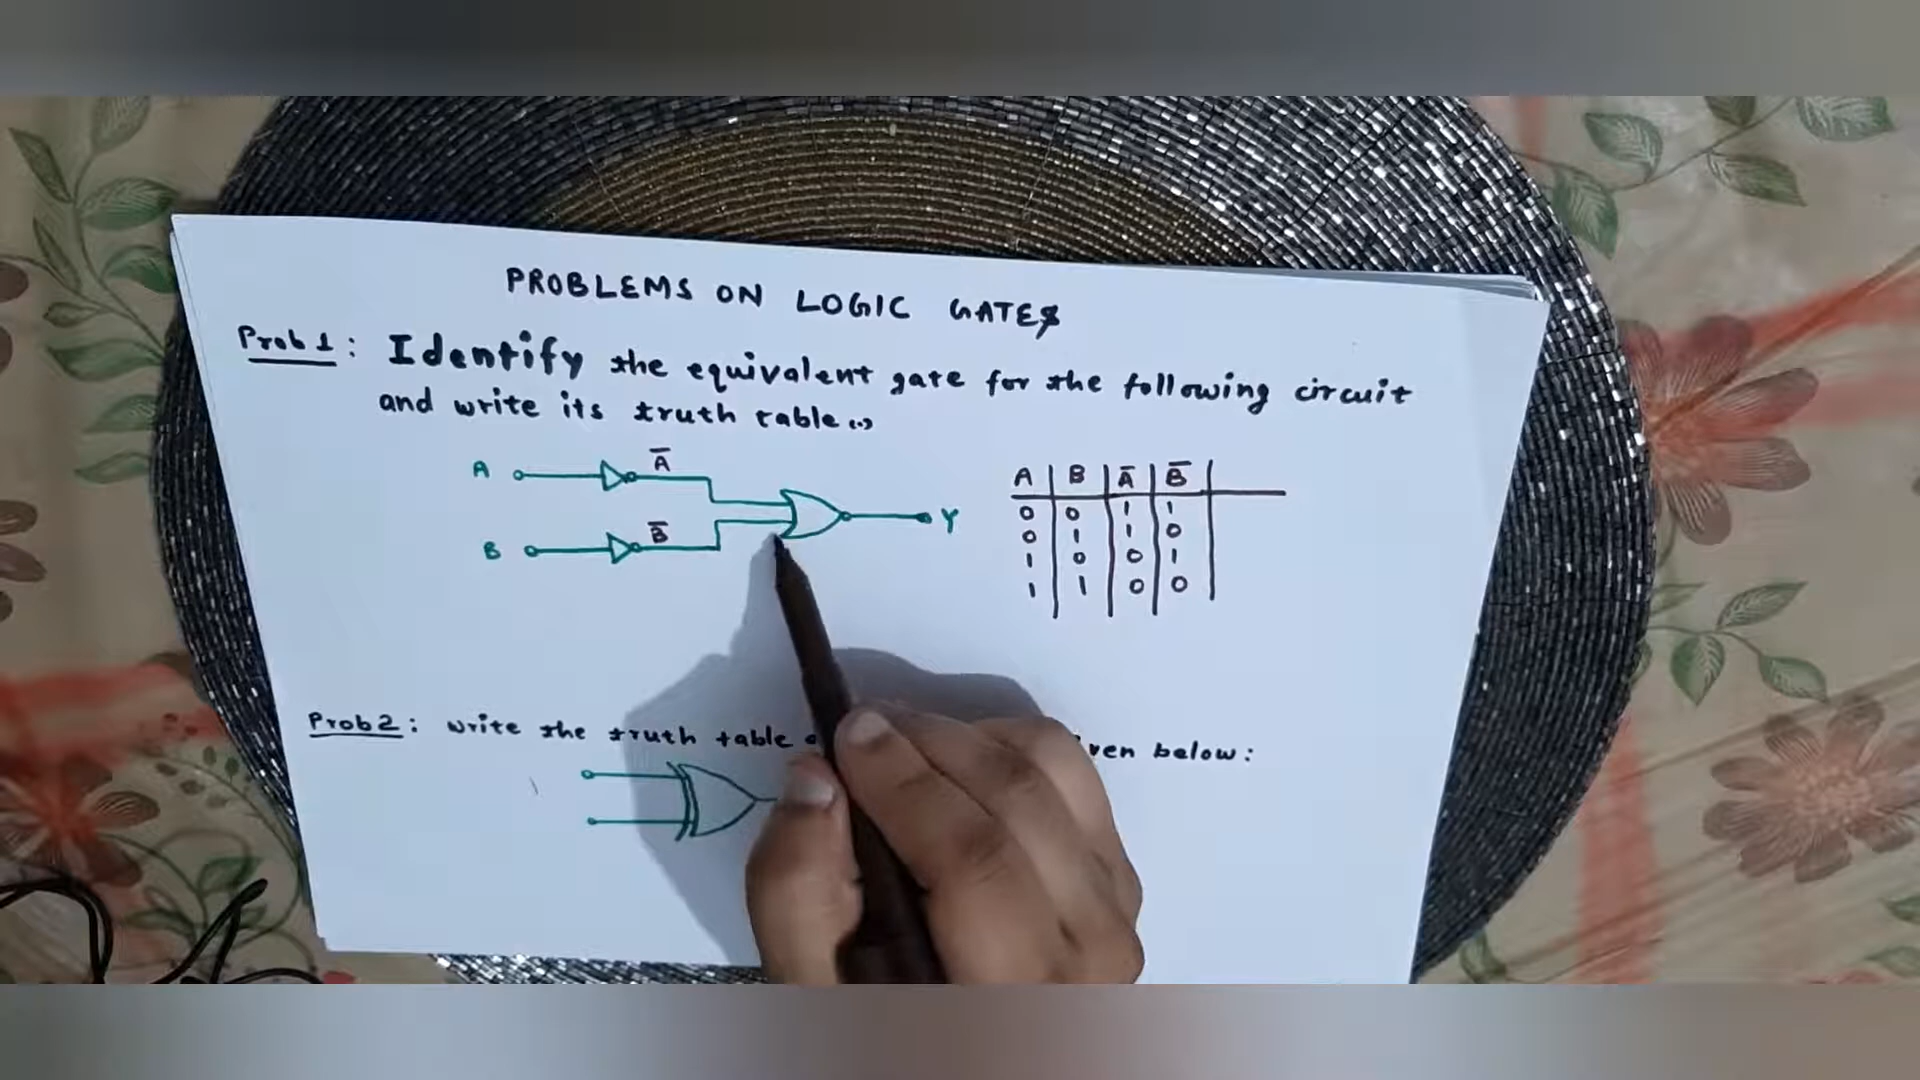 PROBLEMS ON LOGIC GATES
Prob 1: Identify the equivalent gate for the following circuit
and write its truth table (.)
A
A̅
B
B̅
Y
A B A̅ B̅
0 0 1 1
0 1 1 0
1 0 0 1
1 1 0 0
Prob 2: Write the truth table ven below: